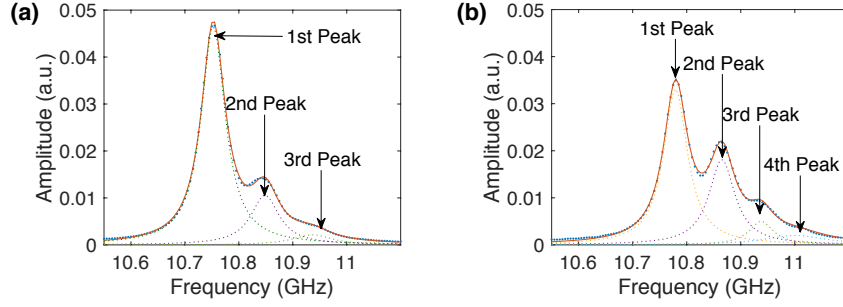 (a)
0.05
0.04
0.03
0.02
0.01
0
Amplitude (a.u.)
1st Peak
2nd Peak
3rd Peak
10.6 10.7 10.8 10.9 11
Frequency (GHz)
(b)
0.05
0.04
0.03
0.02
0.01
0
Amplitude (a.u.)
1st Peak
2nd Peak
3rd Peak
4th Peak
10.6 10.7 10.8 10.9 11
Frequency (GHz)